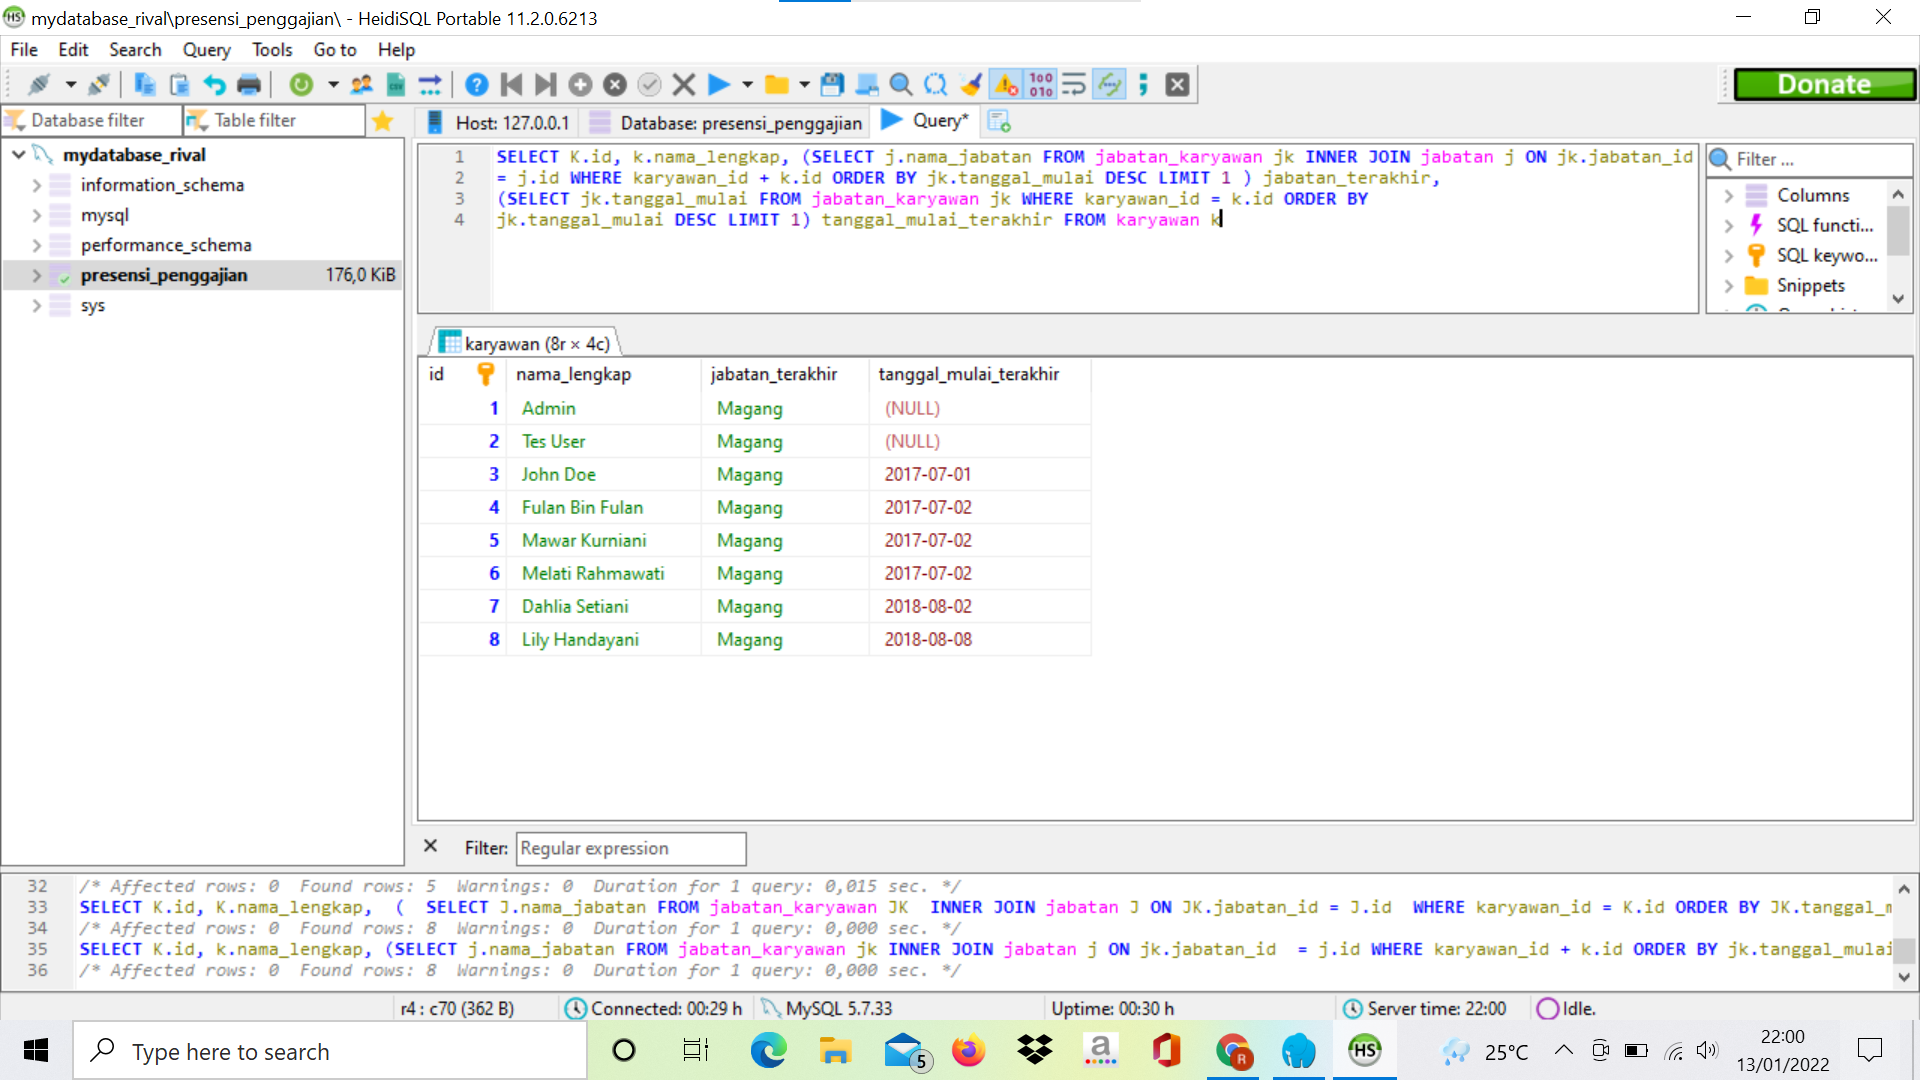 mydatabase_rival\presensi_penggajian\ - HeidiSQL Portable 11.2.0.6213
File Edit Search Query Tools Go to Help
Donate
Database filter
Table filter
Host: 127.0.0.1
Database: presensi_penggajian
Query*
mydatabase_rival
information_schema
mysql
performance_schema
presensi_penggajian 176,0 KiB
sys
1 SELECT K.id, k.nama_lengkap, (SELECT j.nama_jabatan FROM jabatan_karyawan jk INNER JOIN jabatan j ON jk.jabatan_id
2 = j.id WHERE karyawan_id + k.id ORDER BY jk.tanggal_mulai DESC LIMIT 1 ) jabatan_terakhir,
3 (SELECT jk.tanggal_mulai FROM jabatan_karyawan jk WHERE karyawan_id = k.id ORDER BY
4 jk.tanggal_mulai DESC LIMIT 1) tanggal_mulai_terakhir FROM karyawan k
Filter ...
Columns
SQL functi...
SQL keywo...
Snippets
karyawan (8r × 4c)
id nama_lengkap jabatan_terakhir tanggal_mulai_terakhir
1 Admin Magang (NULL)
2 Tes User Magang (NULL)
3 John Doe Magang 2017-07-01
4 Fulan Bin Fulan Magang 2017-07-02
5 Mawar Kurniani Magang 2017-07-02
6 Melati Rahmawati Magang 2017-07-02
7 Dahlia Setiani Magang 2018-08-02
8 Lily Handayani Magang 2018-08-08
Filter: Regular expression
32 /* Affected rows: 0 Found rows: 5 Warnings: 0 Duration for 1 query: 0,015 sec. */
33 SELECT K.id, K.nama_lengkap, ( SELECT J.nama_jabatan FROM jabatan_karyawan JK INNER JOIN jabatan J ON JK.jabatan_id = J.id WHERE karyawan_id = K.id ORDER BY JK.tanggal_m
34 /* Affected rows: 0 Found rows: 8 Warnings: 0 Duration for 1 query: 0,000 sec. */
35 SELECT K.id, k.nama_lengkap, (SELECT j.nama_jabatan FROM jabatan_karyawan jk INNER JOIN jabatan j ON jk.jabatan_id = j.id WHERE karyawan_id + k.id ORDER BY jk.tanggal_mulai
36 /* Affected rows: 0 Found rows: 8 Warnings: 0 Duration for 1 query: 0,000 sec. */
r4 : c70 (362 B) Connected: 00:29 h MySQL 5.7.33 Uptime: 00:30 h Server time: 22:00 Idle.
Type here to search
5
a
R
HS
25°C
22:00
13/01/2022